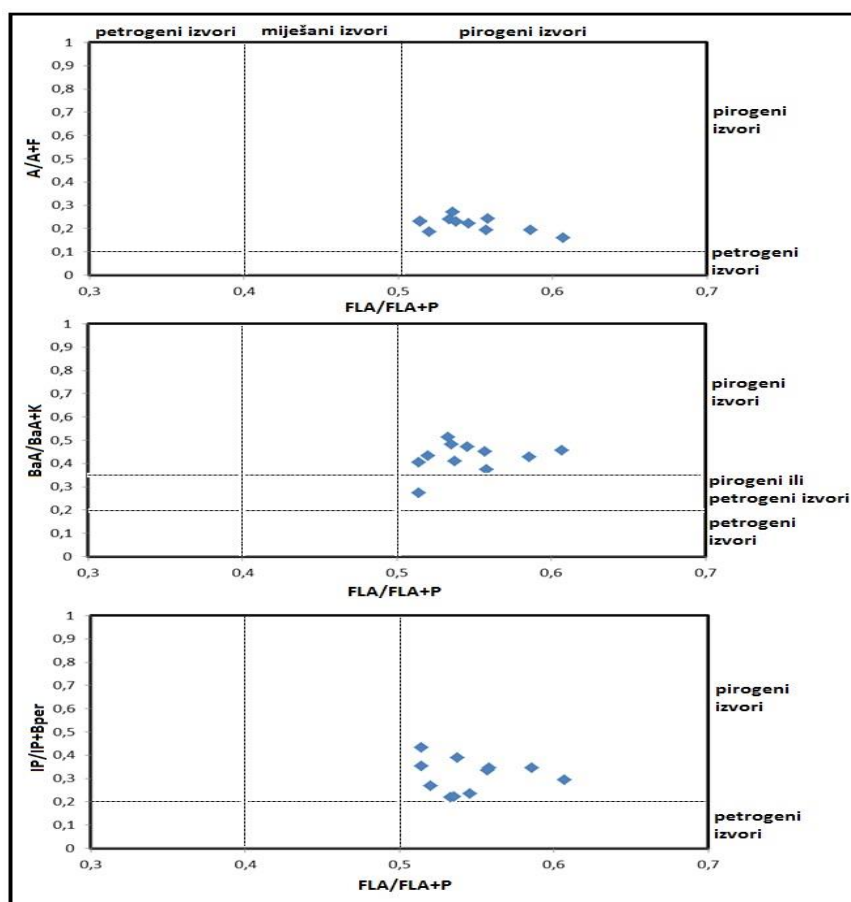 petrogeni izvori miješani izvori pirogeni izvori
1
0,9
0,8
0,7
0,6
0,5
0,4
0,3
0,2
0,1
0
A/A+F
pirogeni
izvori
petrogeni
izvori
0,3 0,4 0,5 0,6 0,7
FLA/FLA+P
1
0,9
0,8
0,7
0,6
0,5
0,4
0,3
0,2
0,1
0
BaA/BaA+K
pirogeni
izvori
pirogeni ili
petrogeni izvori
petrogeni
izvori
0,3 0,4 0,5 0,6 0,7
FLA/FLA+P
1
0,9
0,8
0,7
0,6
0,5
0,4
0,3
0,2
0,1
0
IP/IP+Bper
pirogeni
izvori
petrogeni
izvori
0,3 0,4 0,5 0,6 0,7
FLA/FLA+P